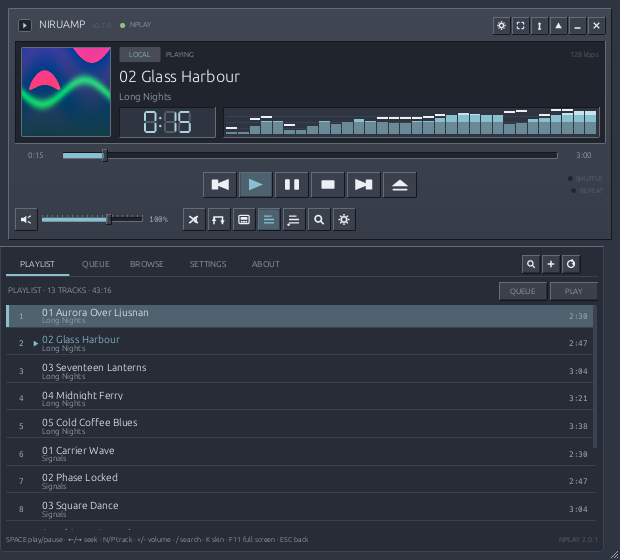 NIRUAMP v0.7.0 NPLAY
LOCAL PLAYING 128 kbps
02 Glass Harbour
Long Nights
0:15
0:15 3:00
SHUFFLE
REPEAT
100%
PLAYLIST QUEUE BROWSE SETTINGS ABOUT
PLAYLIST · 13 TRACKS · 43:16 QUEUE PLAY
1 01 Aurora Over Ljusnan 2:30
Long Nights
2 02 Glass Harbour 2:47
Long Nights
3 03 Seventeen Lanterns 3:04
Long Nights
4 04 Midnight Ferry 3:21
Long Nights
5 05 Cold Coffee Blues 3:38
Long Nights
6 01 Carrier Wave 2:30
Signals
7 02 Phase Locked 2:47
Signals
8 03 Square Dance 3:04
Signals
SPACE play/pause · ←/→ seek · N/P track · +/- volume · / search · K skin · F11 full screen · ESC back NPLAY 2.0.1